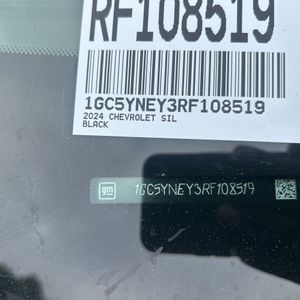 RF108519
1GC5YNEY3RF108519
2024 CHEVROLET SIL
BLACK
gm 1GC5YNEY3RF108519